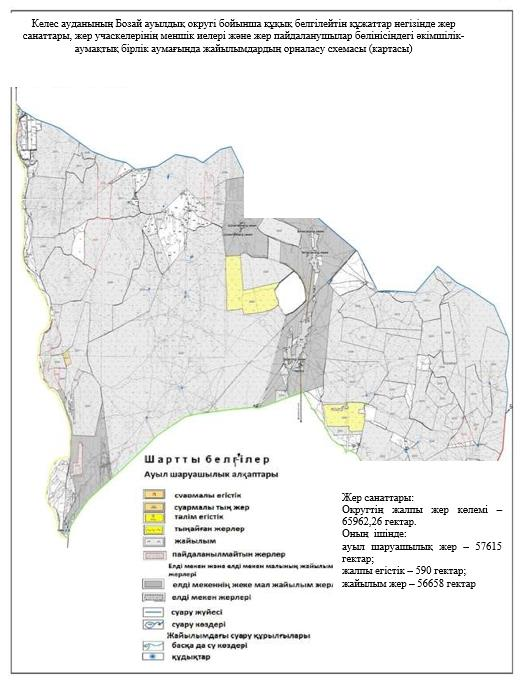 Келес ауданының Бозай ауылдық округі бойынша құқық белгілейтін құжаттар негізінде жер
санаттары, жер учаскелерінің меншік иелері және жер пайдаланушылар бөлінісіндегі әкімшілік-
аумақтық бірлік аумағында жайылымдардың орналасу схемасы (картасы)
Шартты белгілер
Ауыл шаруашылық алқаптары
суармалы егістік
суармалы тың жер
тәлім егістік
тыңайған жерлер
жайылым
пайдаланылмайтын жерлер
Елді мекен және елді мекен малының жайылым
жерлері
елді мекеннің жеке мал жайылым жері
елді мекен жерлері
суару жүйесі
суару көздері
Жайылымдағы суару құрылғылары
басқа да су көздері
құдықтар
Жер санаттары:
Округтің жалпы жер көлемі –
65962,26 гектар.
Оның ішінде:
ауыл шаруашылық жер – 57615
гектар;
жалпы егістік – 590 гектар;
жайылым жер – 56658 гектар